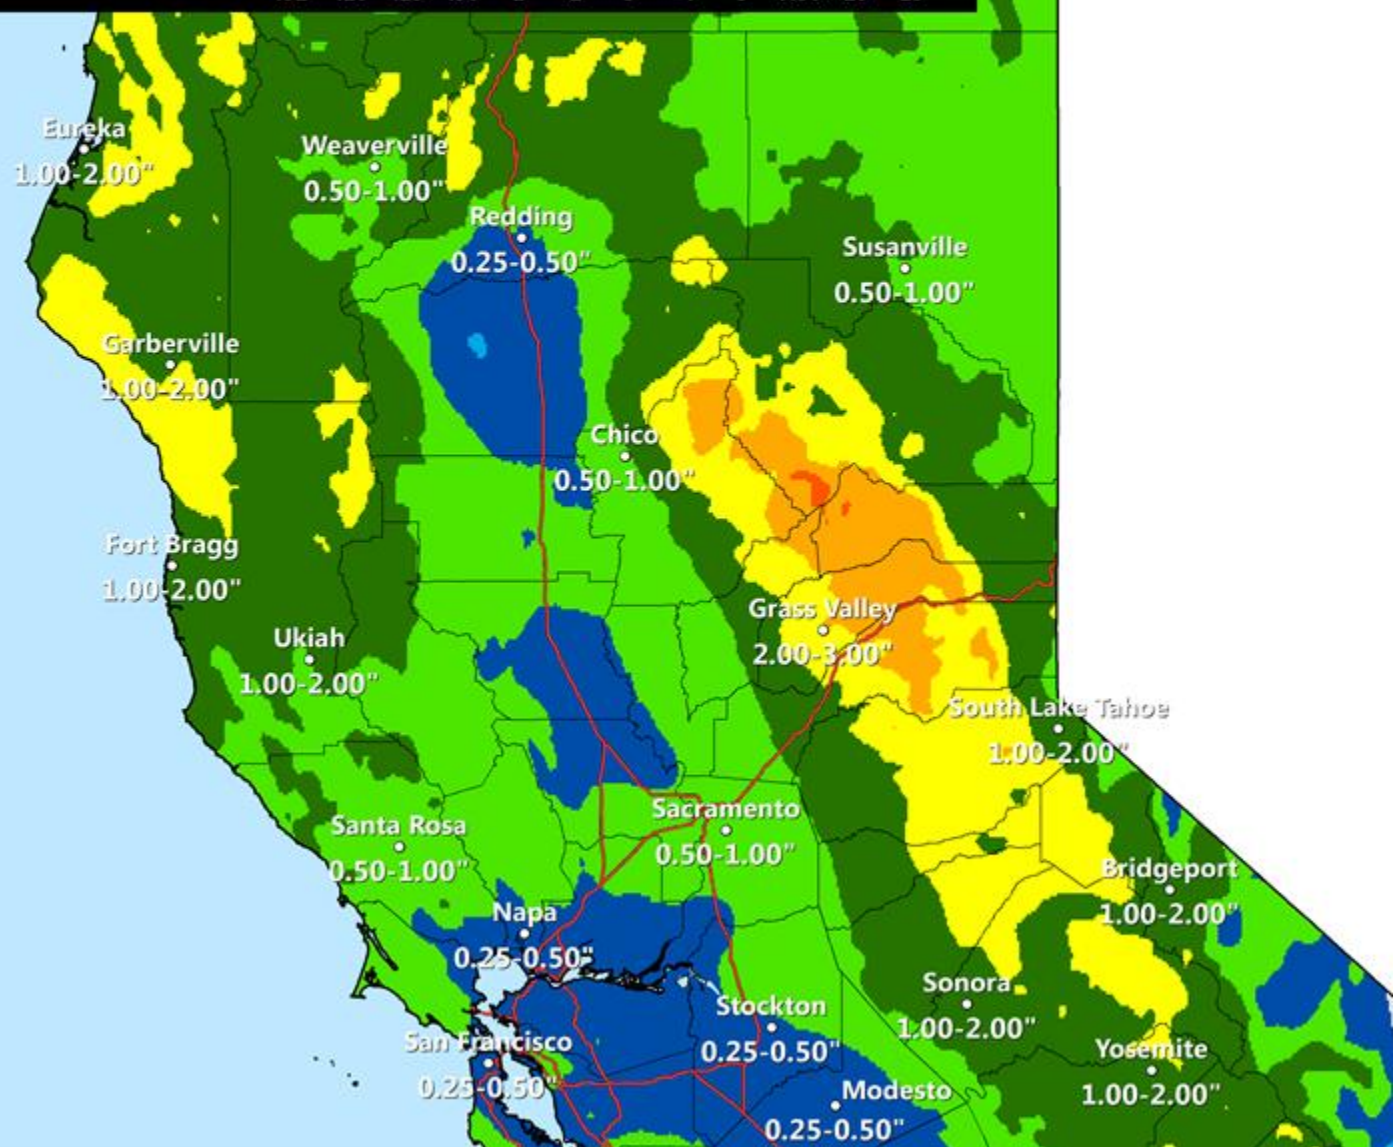 Eureka
1.00-2.00"
Weaverville
0.50-1.00"
Redding
0.25-0.50"
Susanville
0.50-1.00"
Garberville
1.00-2.00"
Chico
0.50-1.00"
Fort Bragg
1.00-2.00"
Grass Valley
2.00-3.00"
Ukiah
1.00-2.00"
South Lake Tahoe
1.00-2.00"
Sacramento
0.50-1.00"
Santa Rosa
0.50-1.00"
Bridgeport
1.00-2.00"
Napa
0.25-0.50"
Sonora
1.00-2.00"
Stockton
0.25-0.50"
San Francisco
0.25-0.50"
Yosemite
1.00-2.00"
Modesto
0.25-0.50"